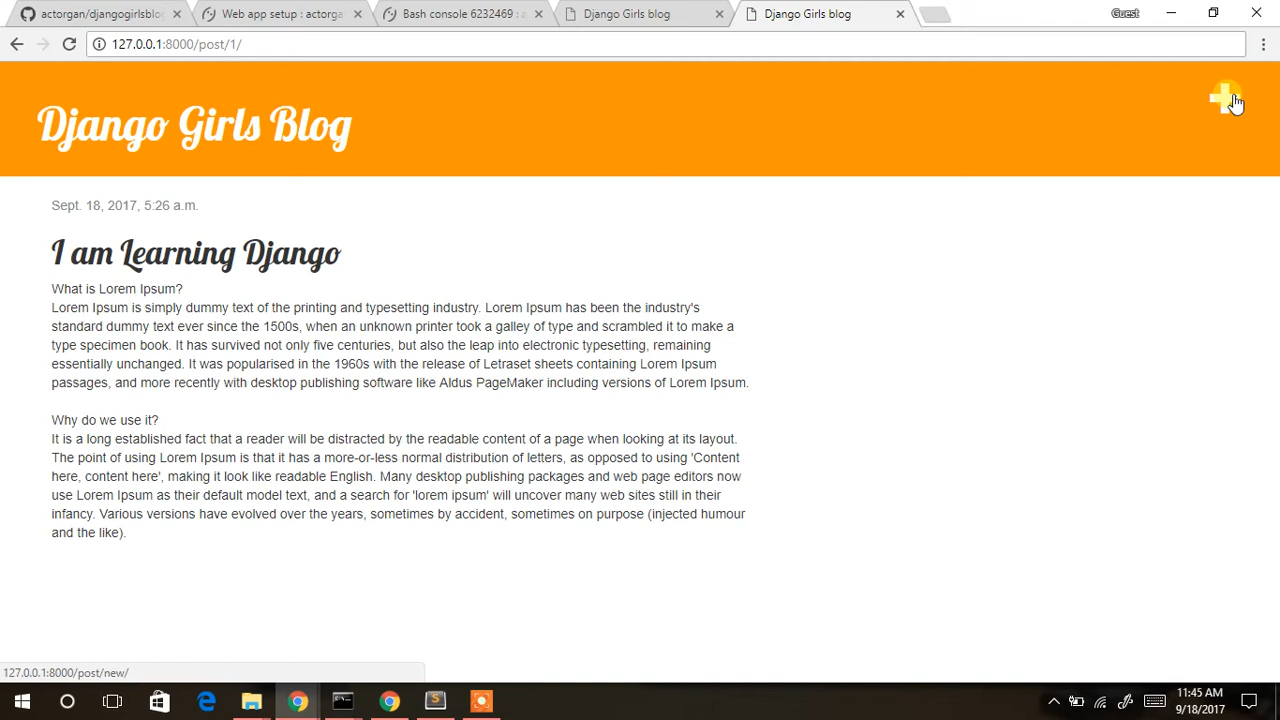 actorgan/djangogirlsblo
Web app setup : actorga
Bash console 6232469 : a
Django Girls blog
Django Girls blog
Guest
127.0.0.1:8000/post/1/
Django Girls Blog
Sept. 18, 2017, 5:26 a.m.
I am Learning Django
What is Lorem Ipsum?
Lorem Ipsum is simply dummy text of the printing and typesetting industry. Lorem Ipsum has been the industry's
standard dummy text ever since the 1500s, when an unknown printer took a galley of type and scrambled it to make a
type specimen book. It has survived not only five centuries, but also the leap into electronic typesetting, remaining
essentially unchanged. It was popularised in the 1960s with the release of Letraset sheets containing Lorem Ipsum
passages, and more recently with desktop publishing software like Aldus PageMaker including versions of Lorem Ipsum.
Why do we use it?
It is a long established fact that a reader will be distracted by the readable content of a page when looking at its layout.
The point of using Lorem Ipsum is that it has a more-or-less normal distribution of letters, as opposed to using 'Content
here, content here', making it look like readable English. Many desktop publishing packages and web page editors now
use Lorem Ipsum as their default model text, and a search for 'lorem ipsum' will uncover many web sites still in their
infancy. Various versions have evolved over the years, sometimes by accident, sometimes on purpose (injected humour
and the like).
127.0.0.1:8000/post/new/
11:45 AM
9/18/2017